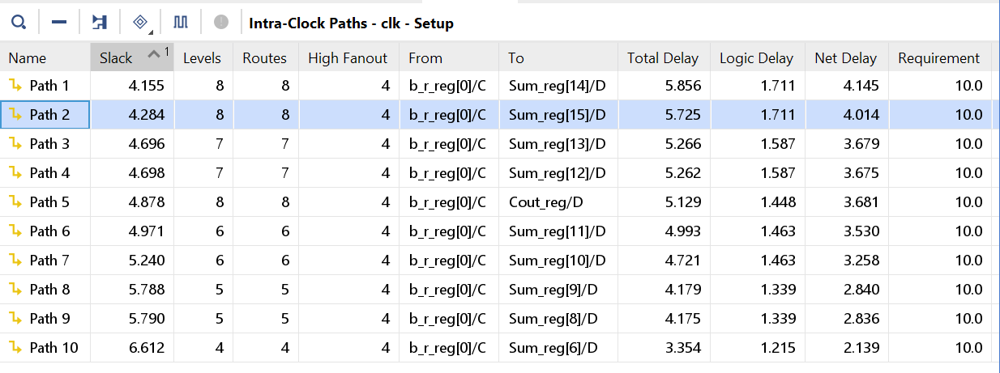 Intra-Clock Paths - clk - Setup
Name Slack 1 Levels Routes High Fanout From To Total Delay Logic Delay Net Delay Requirement
Path 1 4.155 8 8 4 b_r_reg[0]/C Sum_reg[14]/D 5.856 1.711 4.145 10.0
Path 2 4.284 8 8 4 b_r_reg[0]/C Sum_reg[15]/D 5.725 1.711 4.014 10.0
Path 3 4.696 7 7 4 b_r_reg[0]/C Sum_reg[13]/D 5.266 1.587 3.679 10.0
Path 4 4.698 7 7 4 b_r_reg[0]/C Sum_reg[12]/D 5.262 1.587 3.675 10.0
Path 5 4.878 8 8 4 b_r_reg[0]/C Cout_reg/D 5.129 1.448 3.681 10.0
Path 6 4.971 6 6 4 b_r_reg[0]/C Sum_reg[11]/D 4.993 1.463 3.530 10.0
Path 7 5.240 6 6 4 b_r_reg[0]/C Sum_reg[10]/D 4.721 1.463 3.258 10.0
Path 8 5.788 5 5 4 b_r_reg[0]/C Sum_reg[9]/D 4.179 1.339 2.840 10.0
Path 9 5.790 5 5 4 b_r_reg[0]/C Sum_reg[8]/D 4.175 1.339 2.836 10.0
Path 10 6.612 4 4 4 b_r_reg[0]/C Sum_reg[6]/D 3.354 1.215 2.139 10.0